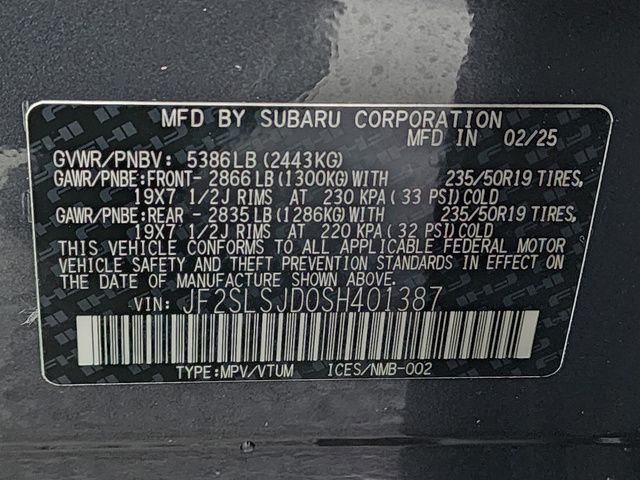 MFD BY SUBARU CORPORATION
MFD IN 02/25
GVWR/PNBV: 5386LB(2443KG)
GAWR/PNBE:FRONT- 2866LB(1300KG)WITH 235/50R19 TIRES,
19X7 1/2J RIMS AT 230 KPA(33 PSI)COLD
GAWR/PNBE:REAR - 2835LB(1286KG)WITH 235/50R19 TIRES,
19X7 1/2J RIMS AT 220 KPA(32 PSI)COLD
THIS VEHICLE CONFORMS TO ALL APPLICABLE FEDERAL MOTOR
VEHICLE SAFETY AND THEFT PREVENTION STANDARDS IN EFFECT ON
THE DATE OF MANUFACTURE SHOWN ABOVE.
VIN: JF2SLSJD0SH401387
TYPE:MPV/VTUM ICES/NMB-002